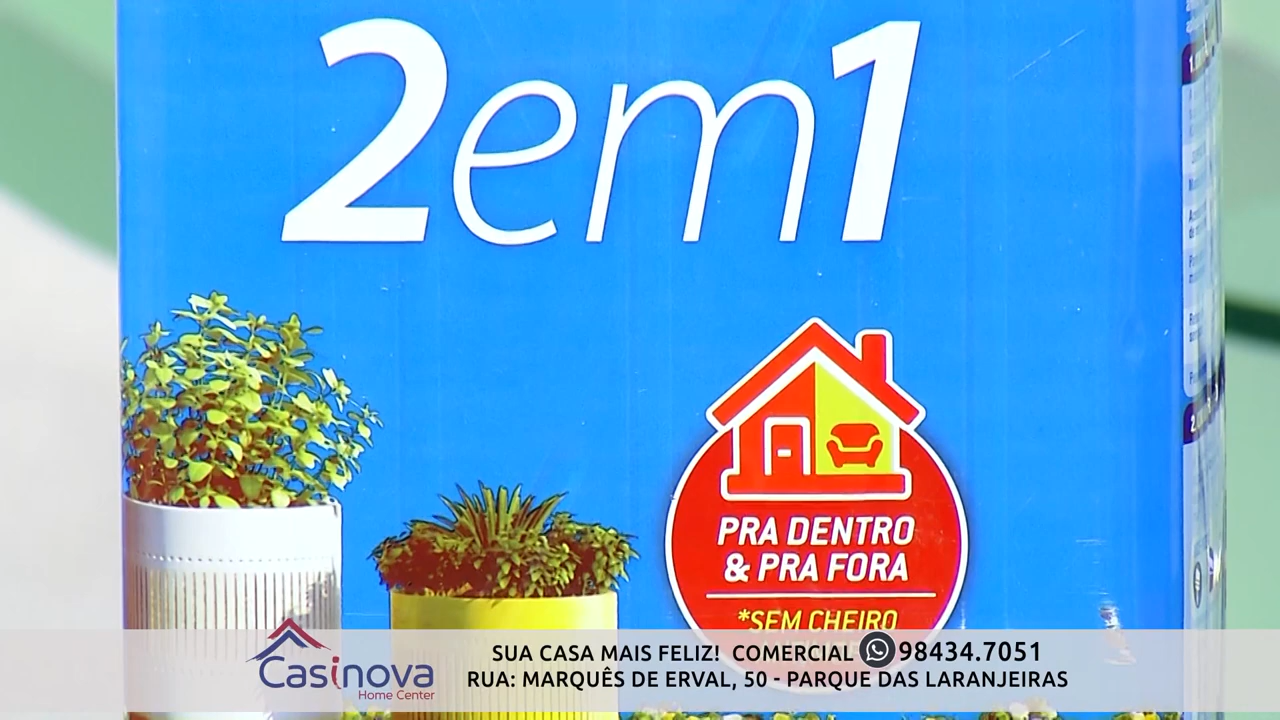 2em1
PRA DENTRO
& PRA FORA
*SEM CHEIRO
SUA CASA MAIS FELIZ! COMERCIAL 98434.7051
RUA: MARQUÊS DE ERVAL, 50 - PARQUE DAS LARANJEIRAS
Casinova
Home Center